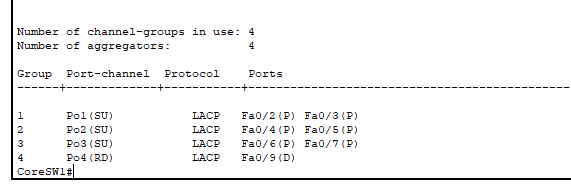 Number of channel-groups in use: 4
Number of aggregators:           4

Group  Port-channel  Protocol    Ports
------+-------------+-----------+----------------------------------------------

1      Po1(SU)           LACP   Fa0/2(P) Fa0/3(P)
2      Po2(SU)           LACP   Fa0/4(P) Fa0/5(P)
3      Po3(SU)           LACP   Fa0/6(P) Fa0/7(P)
4      Po4(RD)           LACP   Fa0/9(D)
CoreSW1#